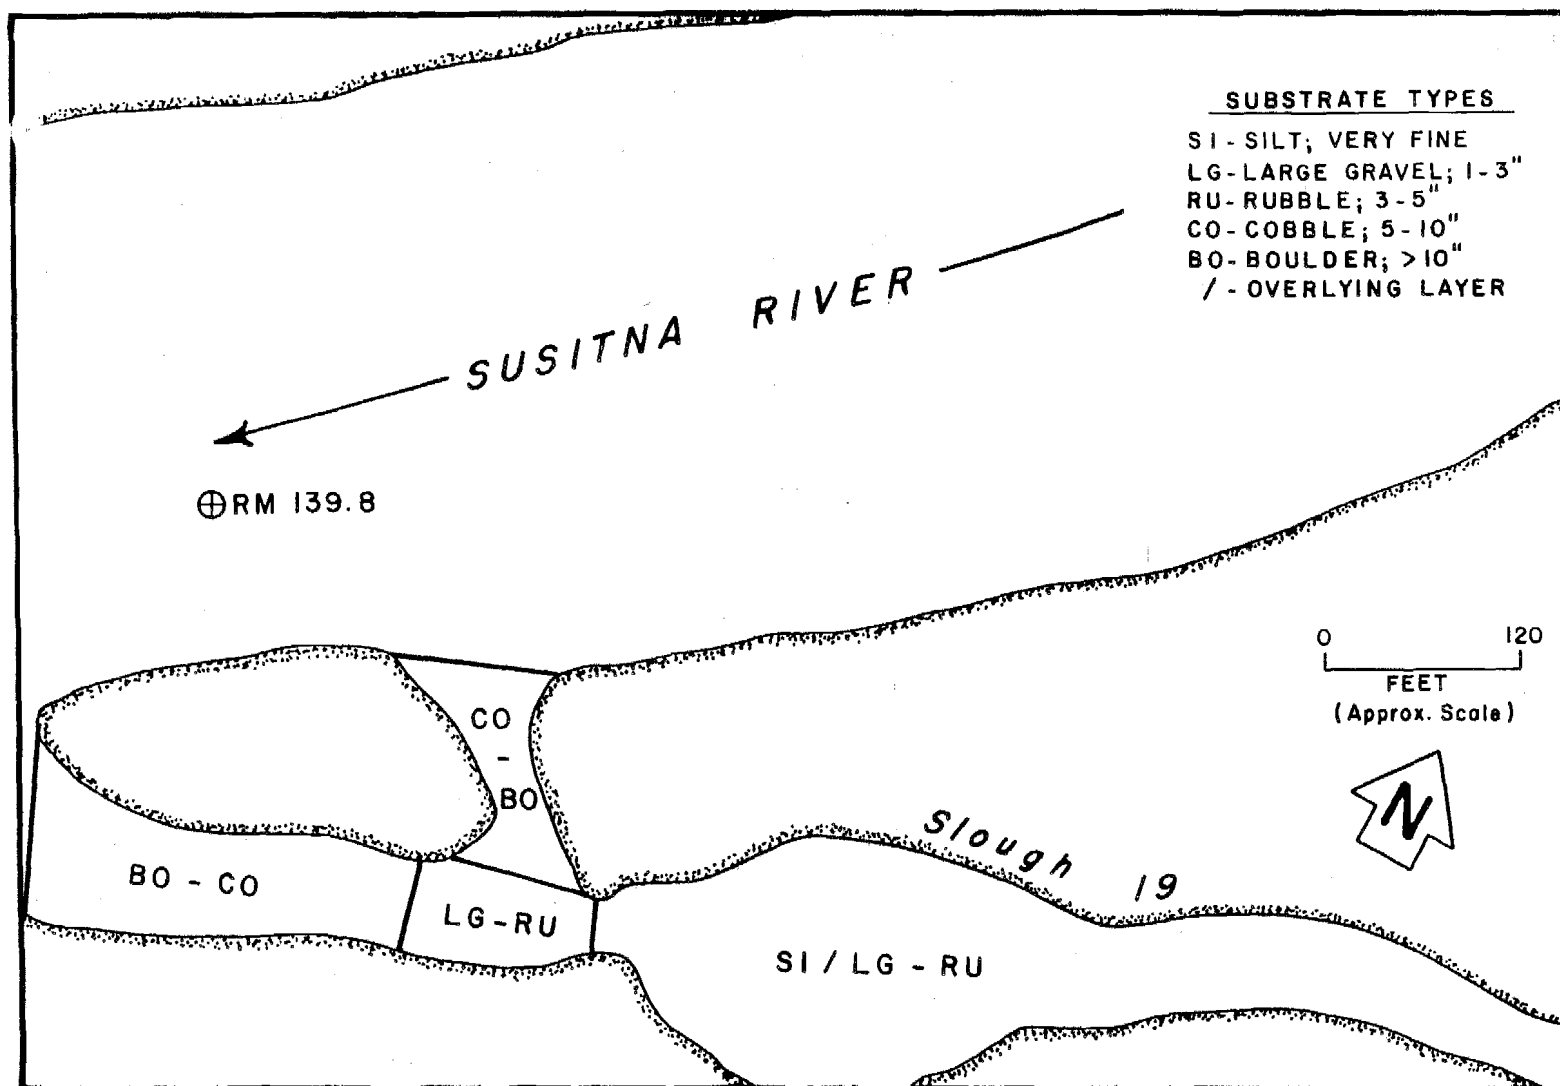 SUBSTRATE TYPES
SI - SILT; VERY FINE
LG-LARGE GRAVEL; 1-3"
RU-RUBBLE; 3-5"
CO-COBBLE; 5-10"
BO-BOULDER; >10"
/ - OVERLYING LAYER
SUSITNA RIVER
⊕RM 139.8
0 120
FEET
(Approx. Scale)
N
CO
-
BO
Slough 19
BO - CO
LG-RU
SI / LG - RU